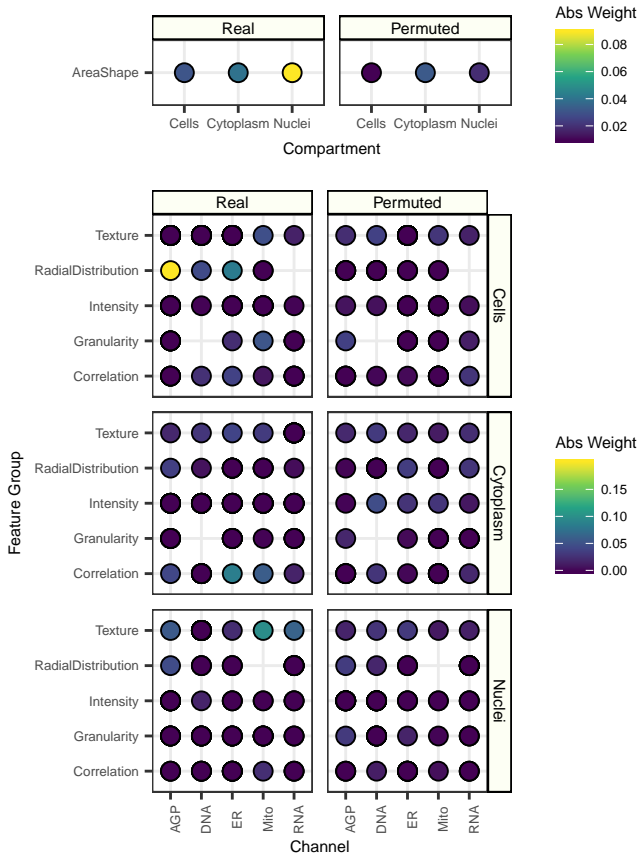 Real Permuted
AreaShape
Cells Cytoplasm Nuclei Cells Cytoplasm Nuclei
Compartment
Abs Weight
0.08
0.06
0.04
0.02
Real Permuted
Texture
RadialDistribution
Intensity
Granularity
Correlation
Cells
Texture
RadialDistribution
Intensity
Granularity
Correlation
Cytoplasm
Texture
RadialDistribution
Intensity
Granularity
Correlation
Nuclei
Feature Group
AGP DNA ER Mito RNA AGP DNA ER Mito RNA
Channel
Abs Weight
0.15
0.10
0.05
0.00